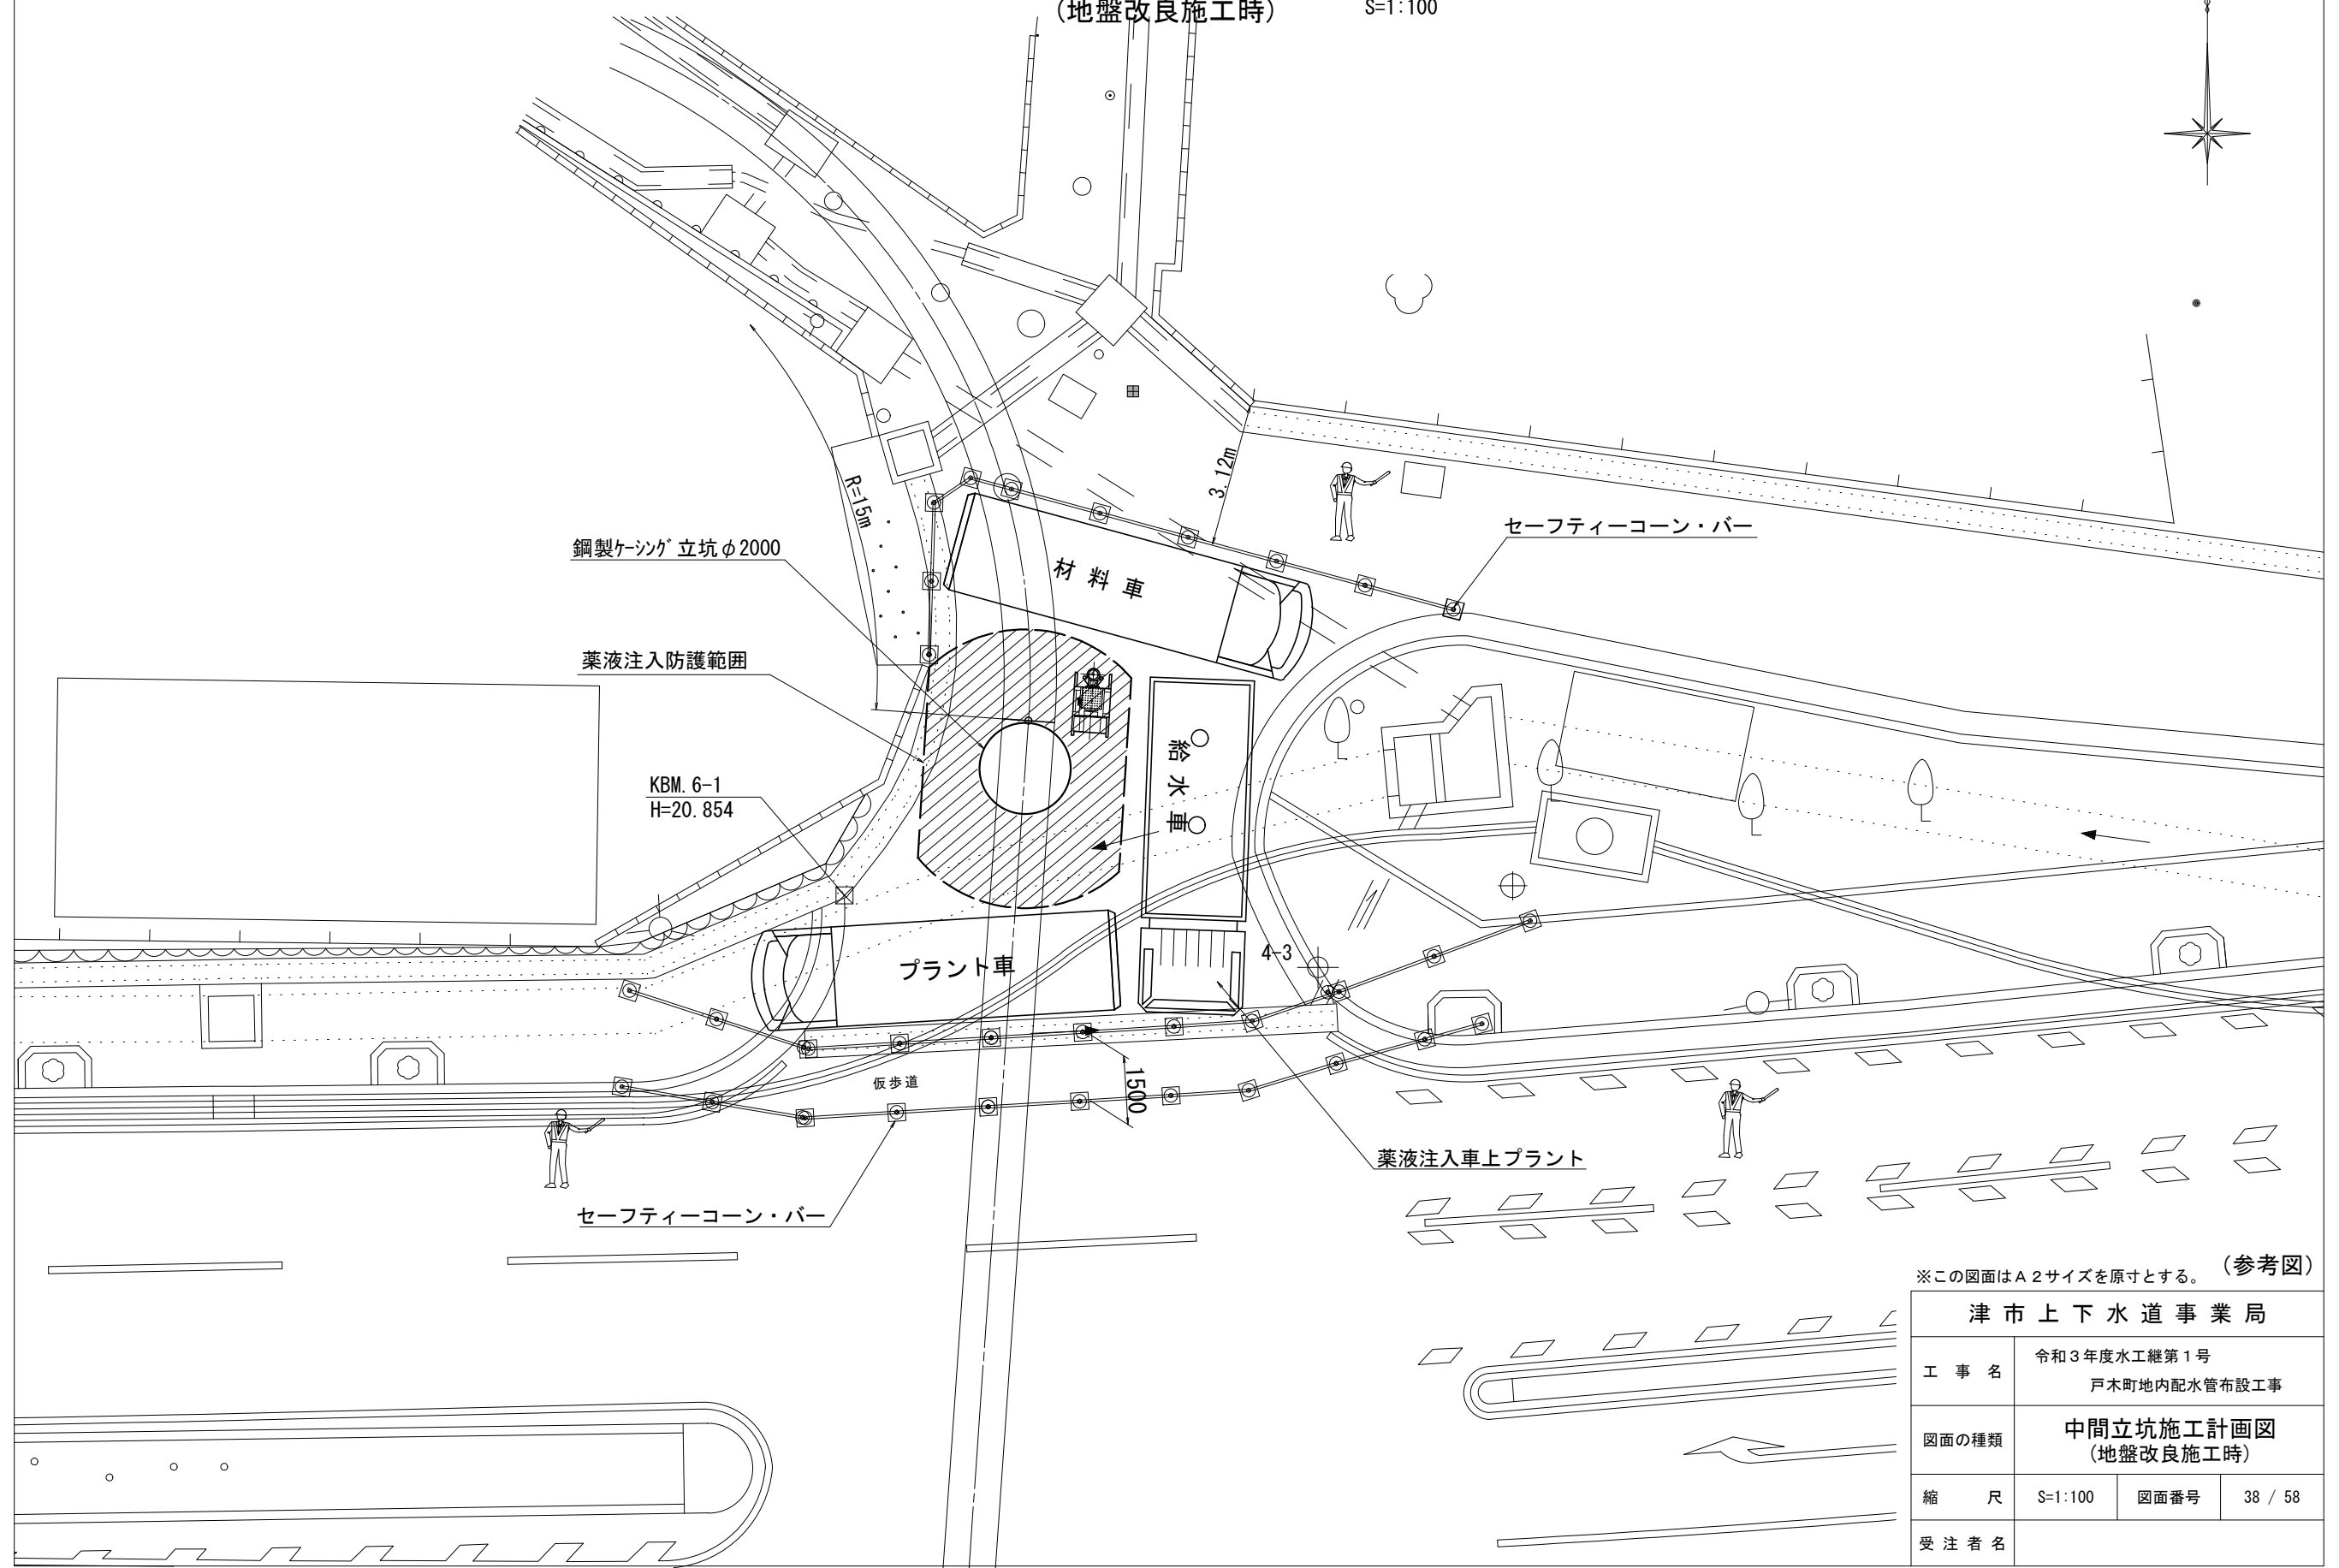 (地盤改良施工時)
S=1:100
R=15m
3.12m
鋼製ケーシング立坑φ2000
セーフティーコーン・バー
材料車
薬液注入防護範囲
給水車
KBM.6-1
H=20.854
プラント車
4-3
仮歩道
1500
薬液注入車上プラント
セーフティーコーン・バー
※この図面はA2サイズを原寸とする。
(参考図)
津市上下水道事業局
工事名
令和3年度水工継第1号
戸木町地内配水管布設工事
図面の種類
中間立坑施工計画図
(地盤改良施工時)
縮尺
S=1:100
図面番号
38 / 58
受注者名